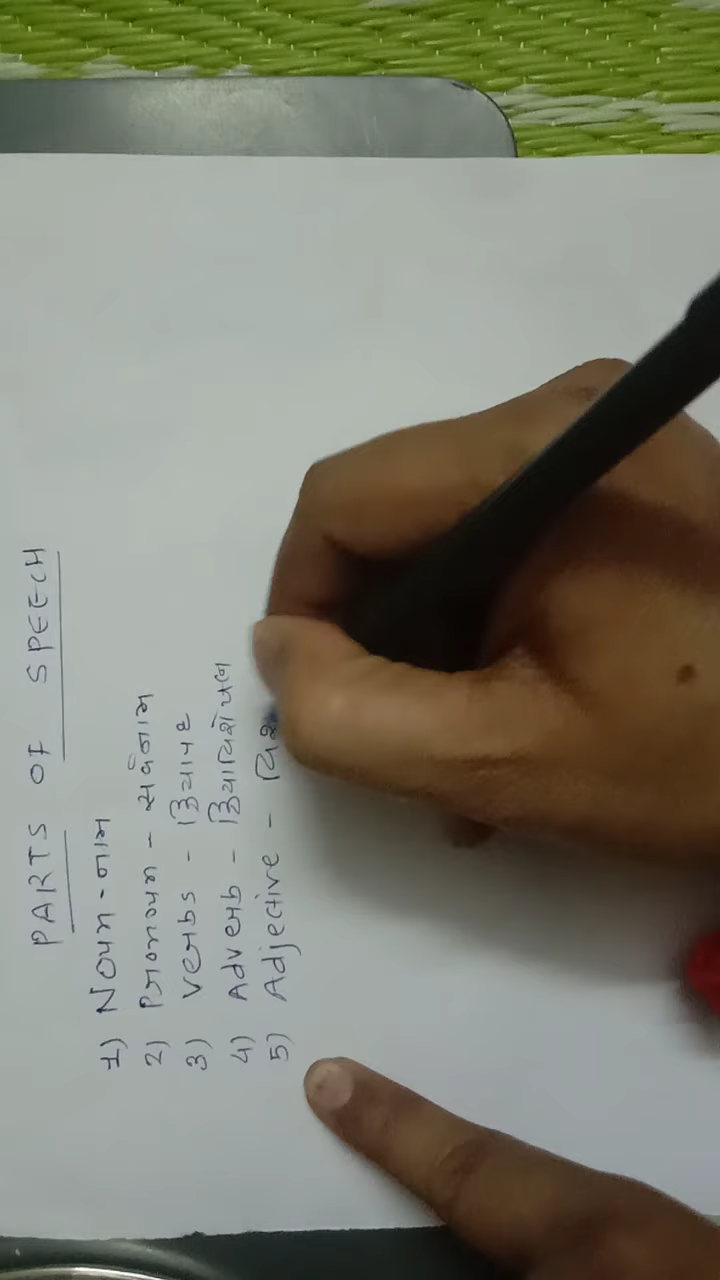 PARTS OF SPEECH
1) Noun - નામ
2) Pronoun - સર્વનામ
3) verbs - ક્રિયાપદ
4) Adverb - ક્રિયાવિશેષણ
5) Adjective -